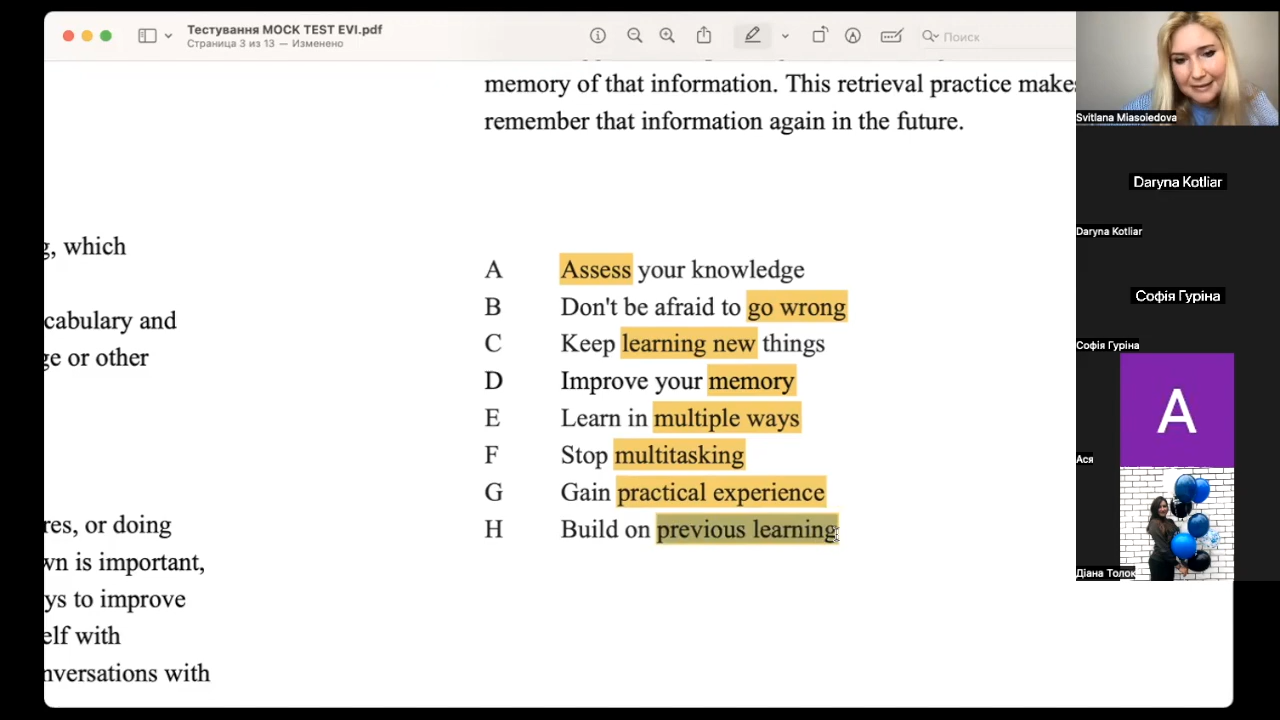 Тестування MOCK TEST EVI.pdf
Страница 3 из 13 — Изменено
Поиск
memory of that information. This retrieval practice makes
remember that information again in the future.
g, which
cabulary and
ge or other
A Assess your knowledge
B Don't be afraid to go wrong
C Keep learning new things
D Improve your memory
E Learn in multiple ways
F Stop multitasking
G Gain practical experience
H Build on previous learning
res, or doing
wn is important,
ys to improve
elf with
nversations with
Svitlana Miasoiedova
Daryna Kotliar
Daryna Kotliar
Софія Гуріна
Софія Гуріна
А
Ася
Діана Толок